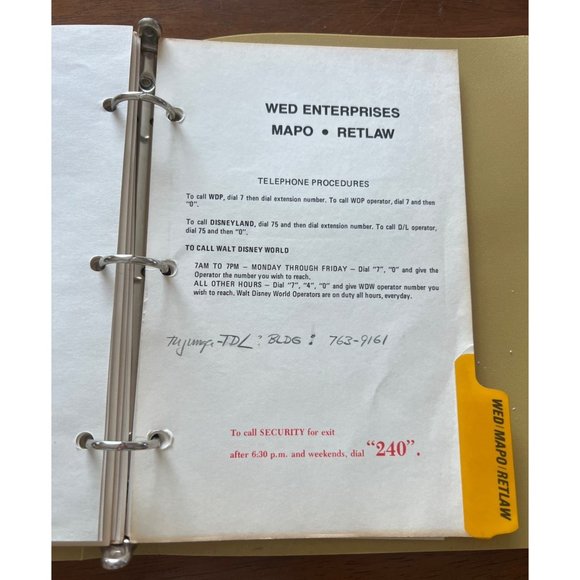 WED ENTERPRISES
MAPO • RETLAW
TELEPHONE PROCEDURES
To call WDP, dial 7 then dial extension number. To call WDP operator, dial 7 and then
"0".
To call DISNEYLAND, dial 75 and then dial extension number. To call D/L operator,
dial 75 and then "0".
TO CALL WALT DISNEY WORLD
7AM TO 7PM – MONDAY THROUGH FRIDAY – Dial "7", "0" and give the
Operator the number you wish to reach.
ALL OTHER HOURS – Dial "7", "4", "0" and give WDW operator number you
wish to reach. Walt Disney World Operators are on duty all hours, everyday.
TDL: BLDG: 763-9161
To call SECURITY for exit
after 6:30 p.m. and weekends, dial "240".
WED/MAPO/RETLAW